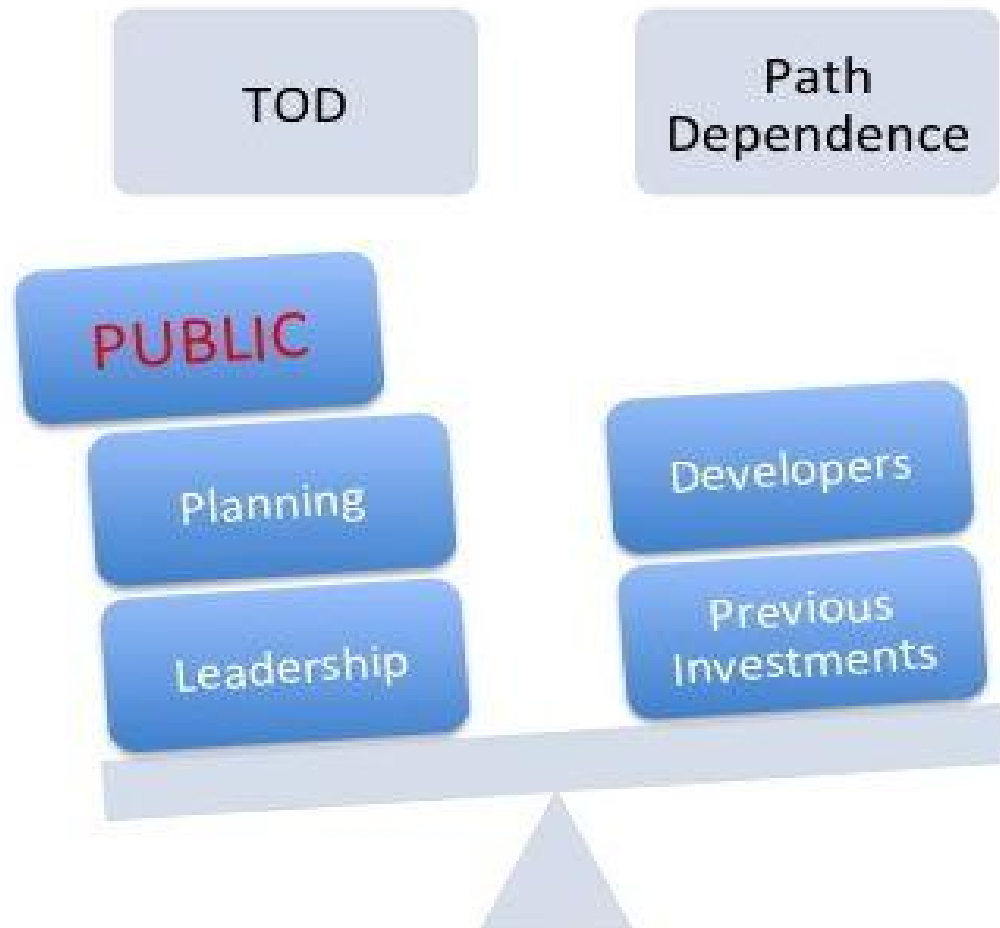 TOD
Path
Dependence
PUBLIC
Planning
Leadership
Developers
Previous
Investments